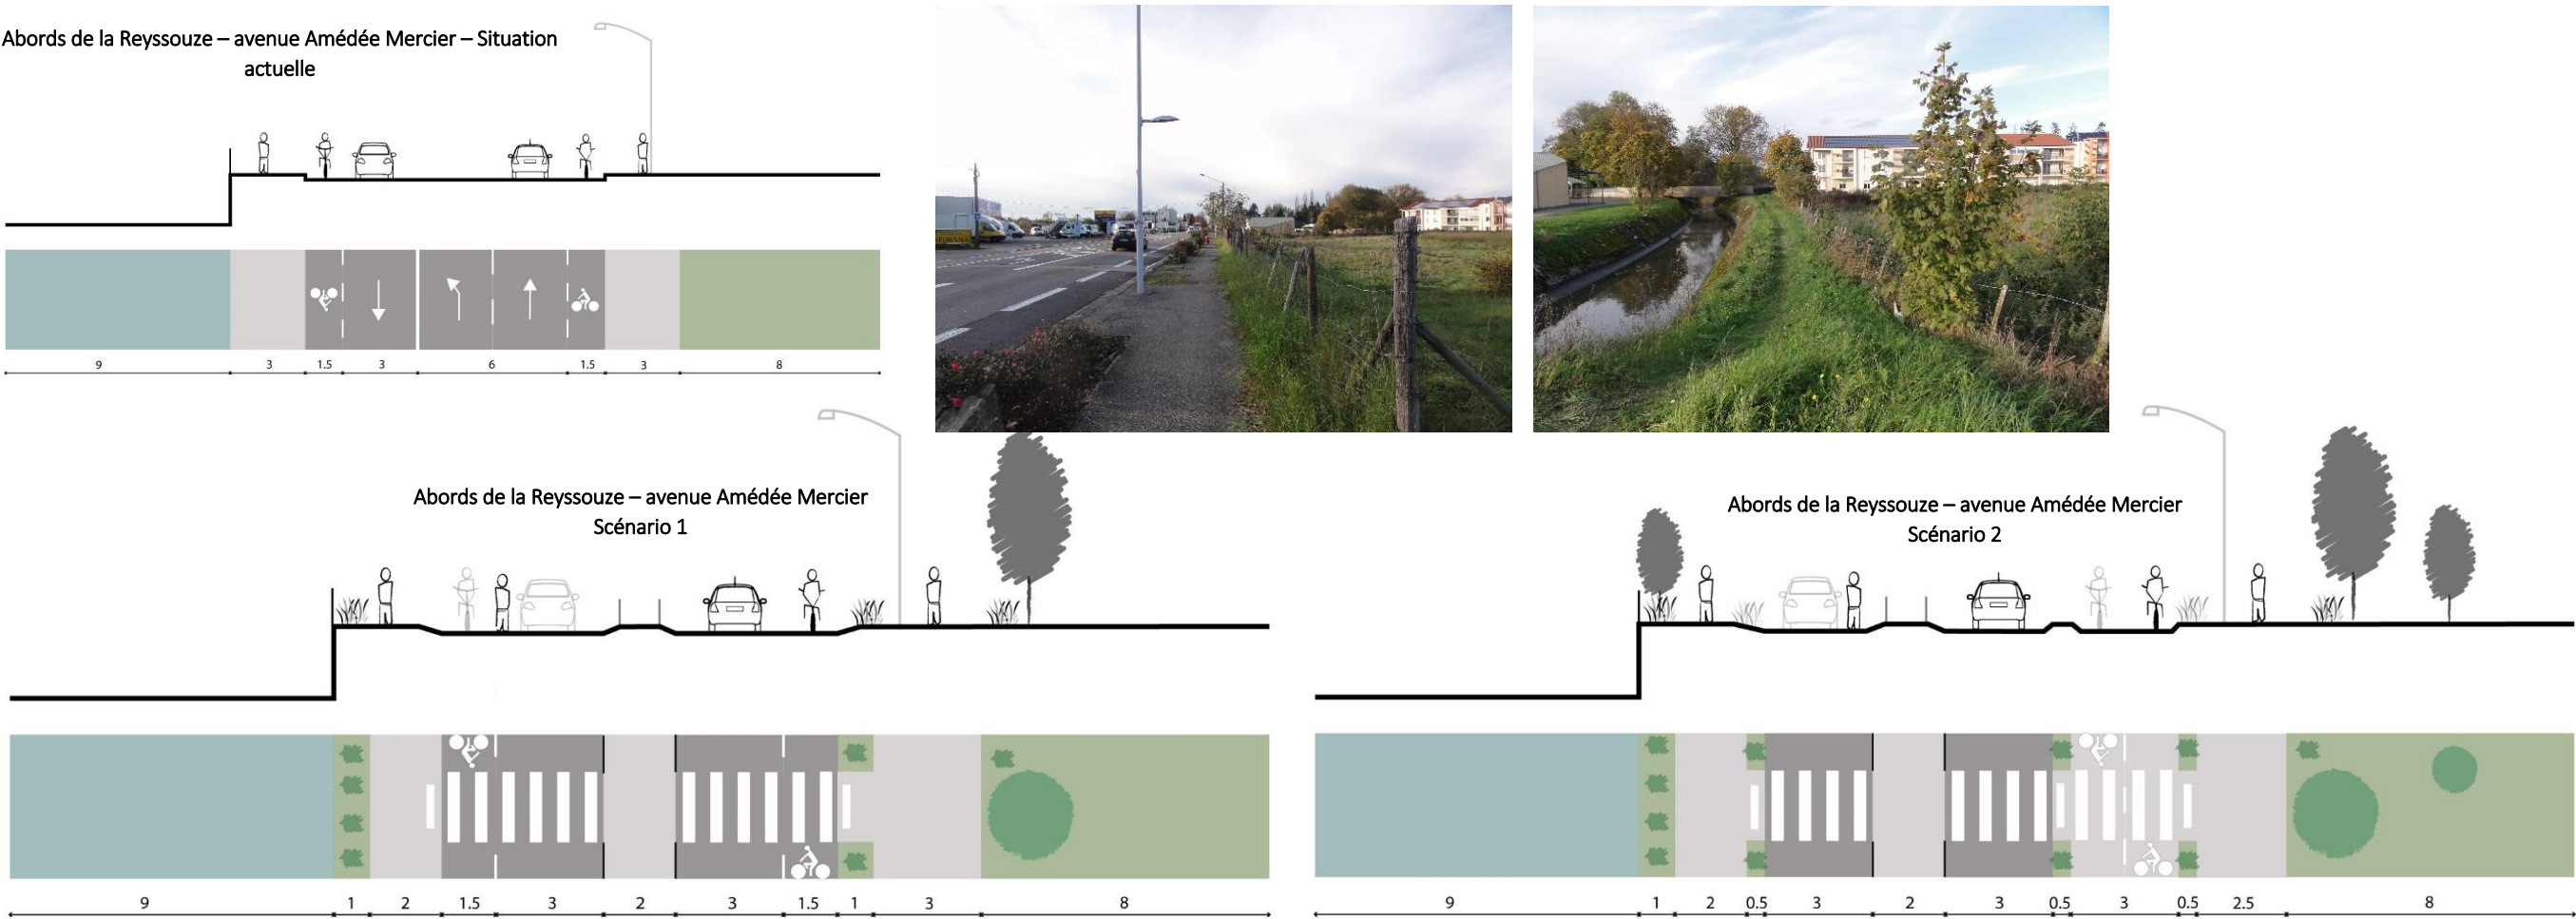 Abords de la Reyssouze – avenue Amédée Mercier – Situation
actuelle
9 3 1.5 3 6 1.5 3 8
Abords de la Reyssouze – avenue Amédée Mercier
Scénario 1
9 1 2 1.5 3 2 3 1.5 1 3 8
Abords de la Reyssouze – avenue Amédée Mercier
Scénario 2
9 1 2 0.5 3 2 3 0.5 3 0.5 2.5 8